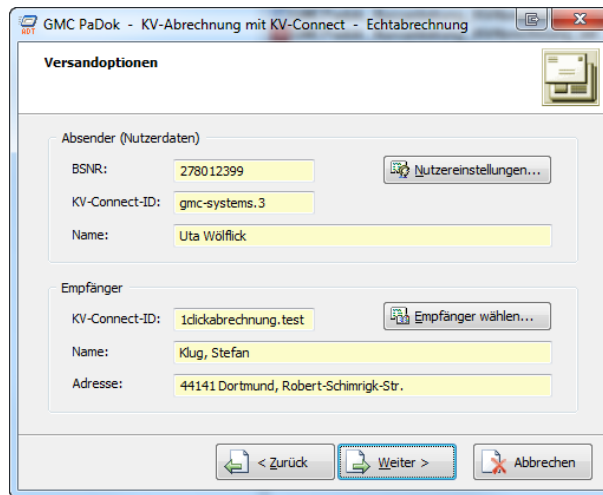 GMC PaDok - KV-Abrechnung mit KV-Connect - Echtabrechnung
ADT
Versandoptionen
Absender (Nutzerdaten)
BSNR: 278012399 Nutzereinstellungen...
KV-Connect-ID: gmc-systems.3
Name: Uta Wölflick
Empfänger
KV-Connect-ID: 1clickabrechnung.test Empfänger wählen...
Name: Klug, Stefan
Adresse: 44141 Dortmund, Robert-Schimrigk-Str.
< Zurück Weiter > Abbrechen